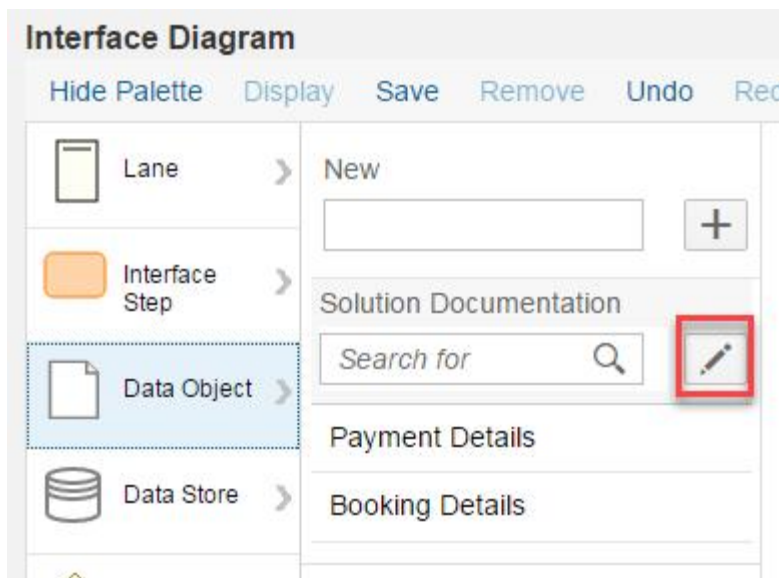 Interface Diagram
Hide Palette Display Save Remove Undo
Lane
New
Interface
Step
Solution Documentation
Search for
Data Object
Payment Details
Data Store
Booking Details